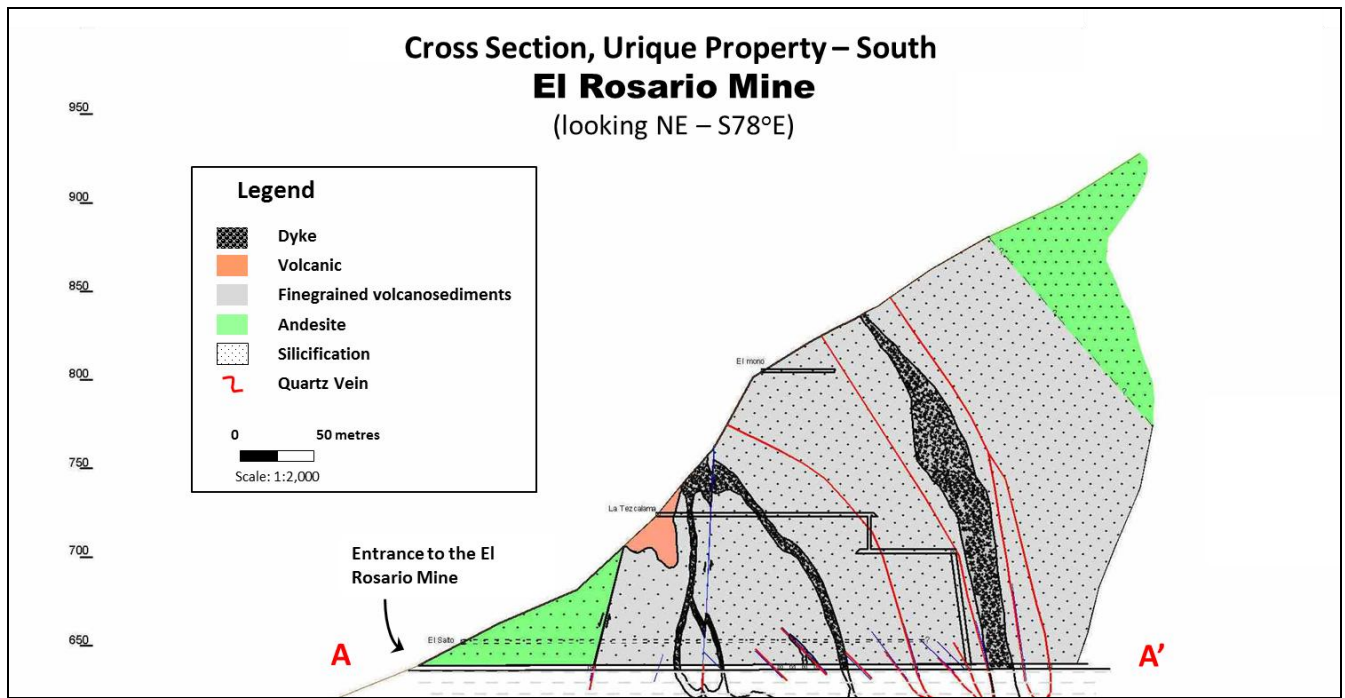 Cross Section, Urique Property – South
El Rosario Mine
(looking NE – S78°E)
950
900
850
800
750
700
650
Legend
Dyke
Volcanic
Finegrained volcanosediments
Andesite
Silicification
Quartz Vein
0 50 metres
Scale: 1:2,000
El mono
La Tezcalama
Entrance to the El
Rosario Mine
El Salto
A
A’